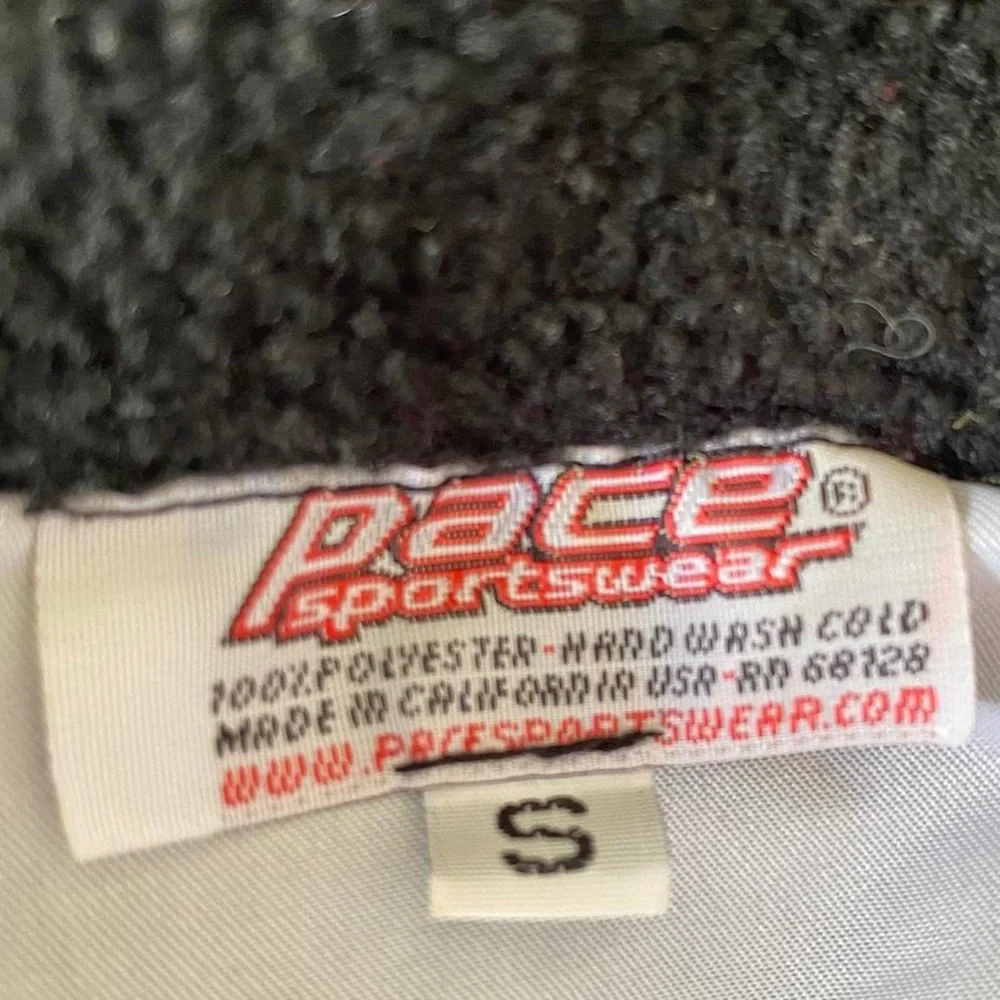 pace®
sportswear
100% POLYESTER-HAND WASH COLD
MADE IN CALIFORNIA USA-RN 68128
WWW.PACESPORTSWEAR.COM
S